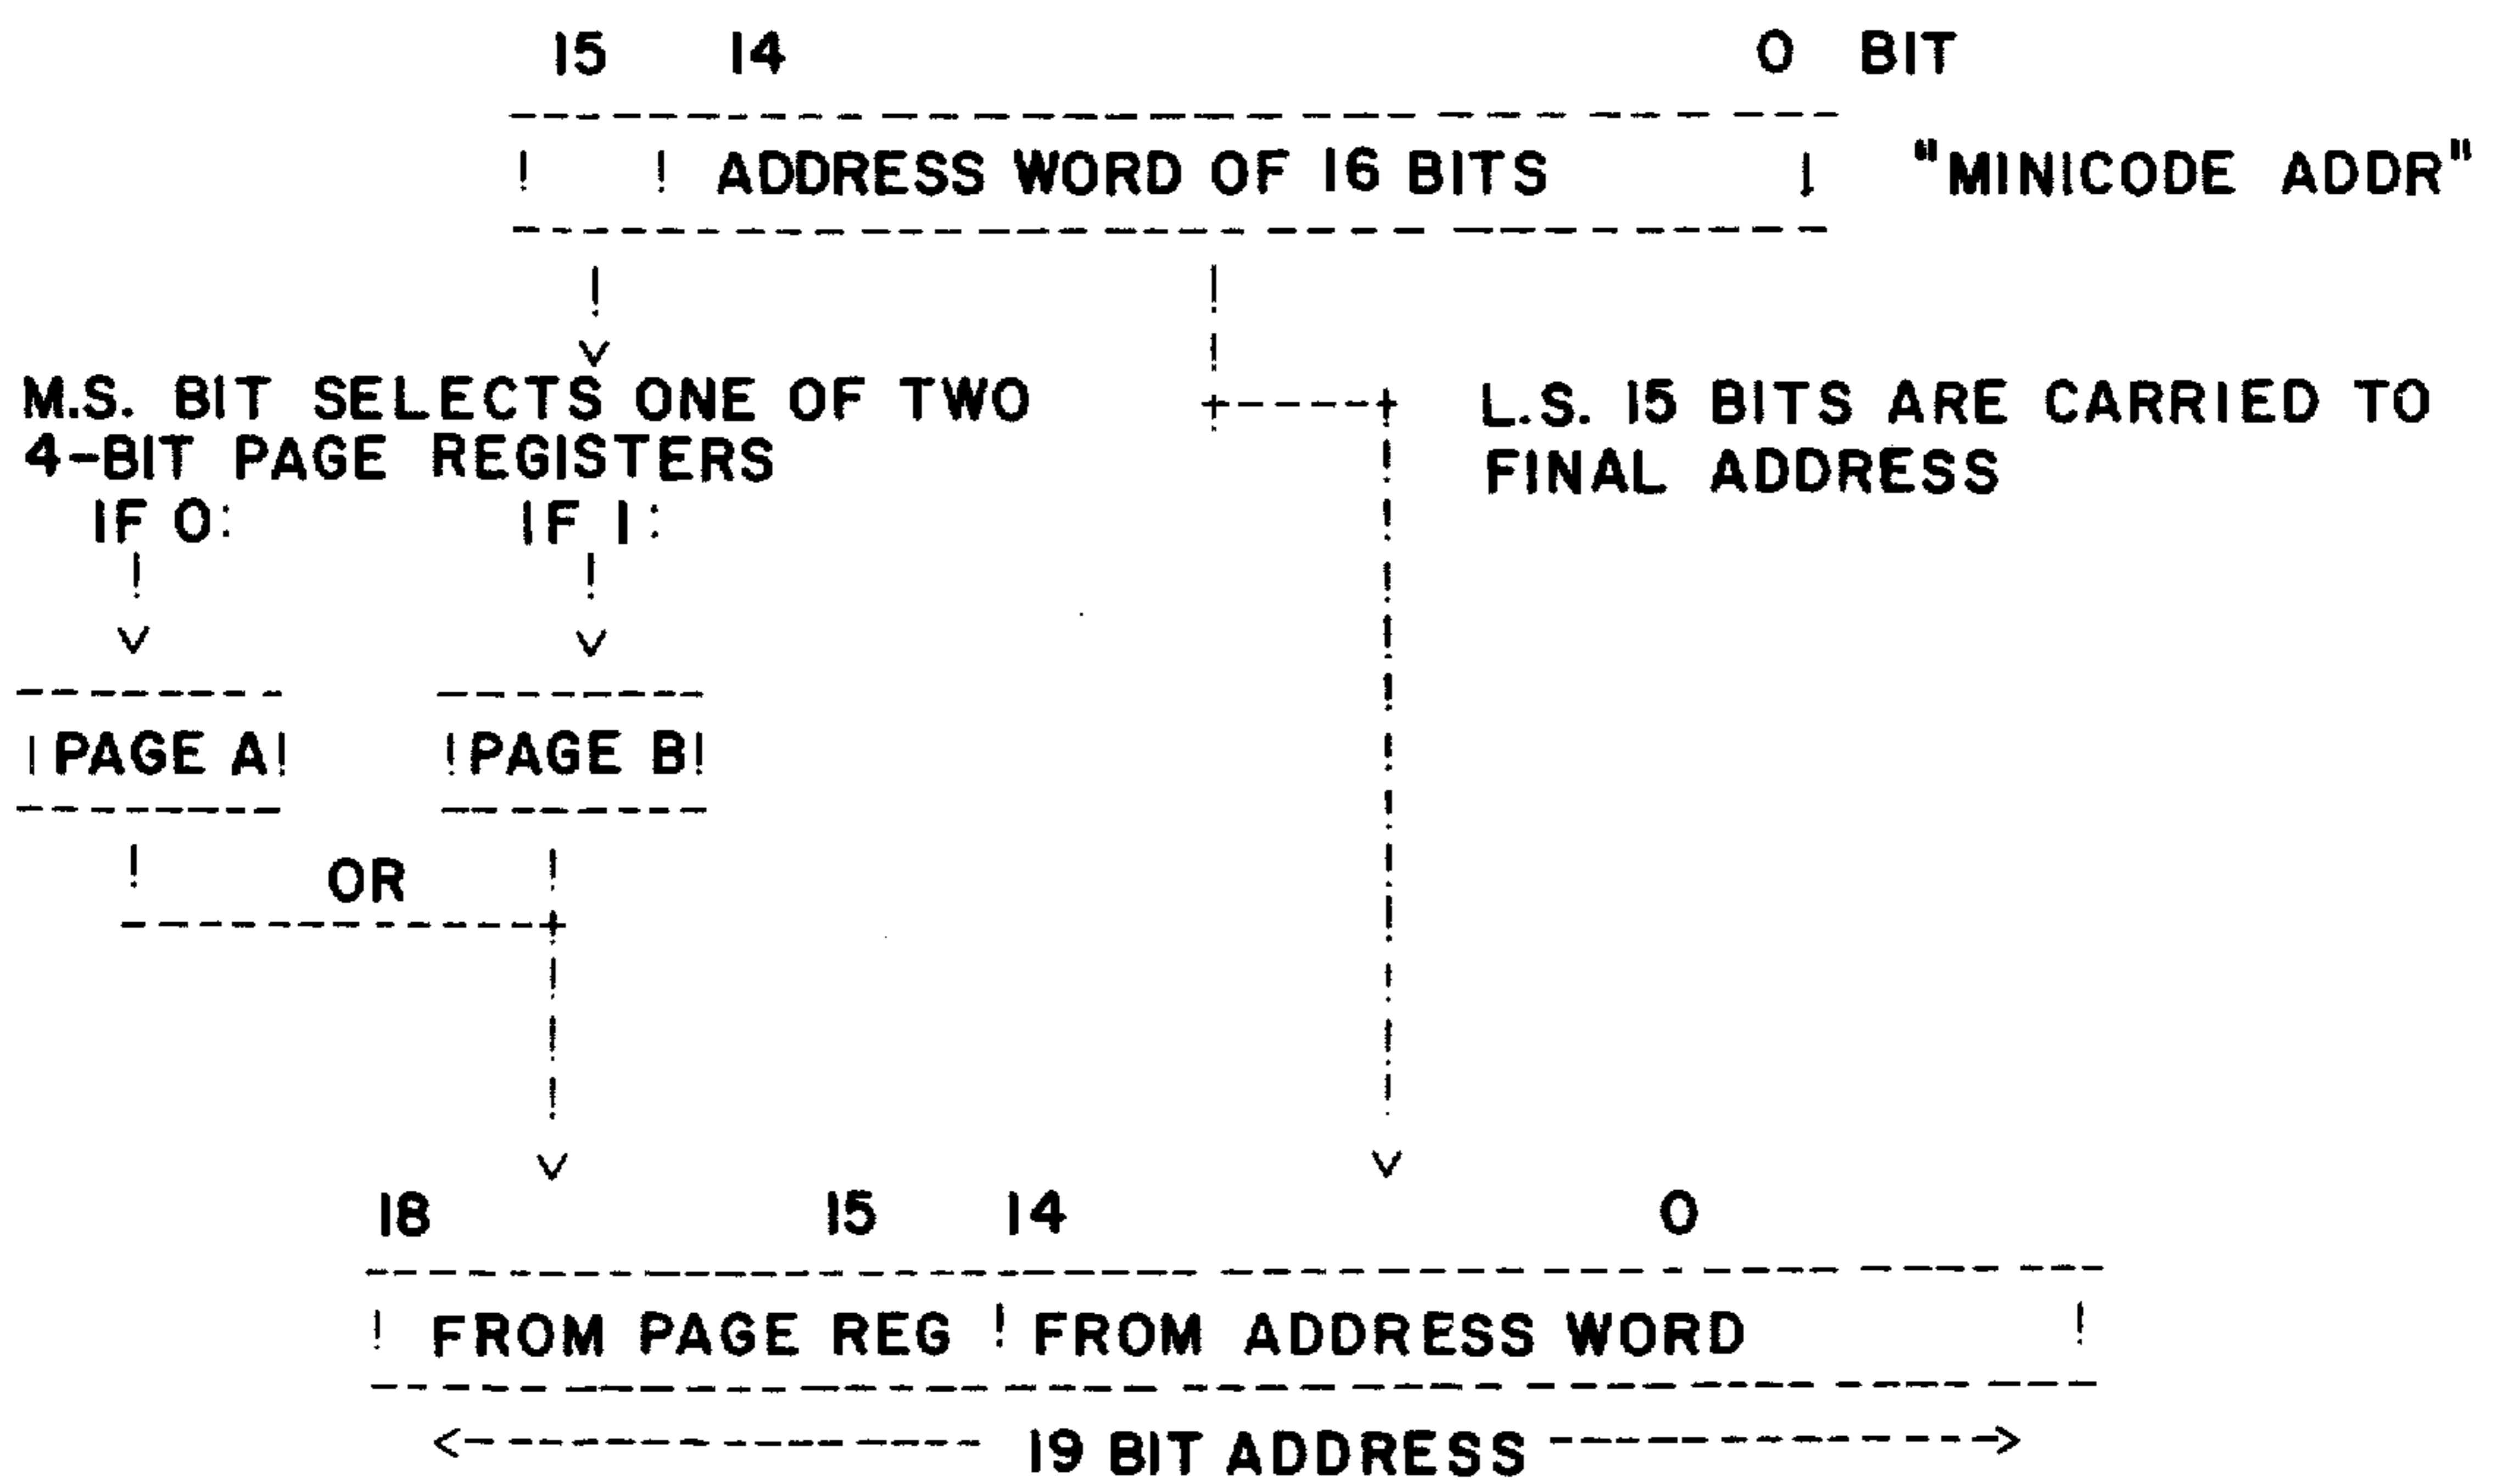 15 14 0 BIT
ADDRESS WORD OF 16 BITS "MINICODE ADDR"
M.S. BIT SELECTS ONE OF TWO
4-BIT PAGE REGISTERS
IF 0: IF 1:
L.S. 15 BITS ARE CARRIED TO
FINAL ADDRESS
PAGE A PAGE B
OR
18 15 14 0
FROM PAGE REG FROM ADDRESS WORD
19 BIT ADDRESS